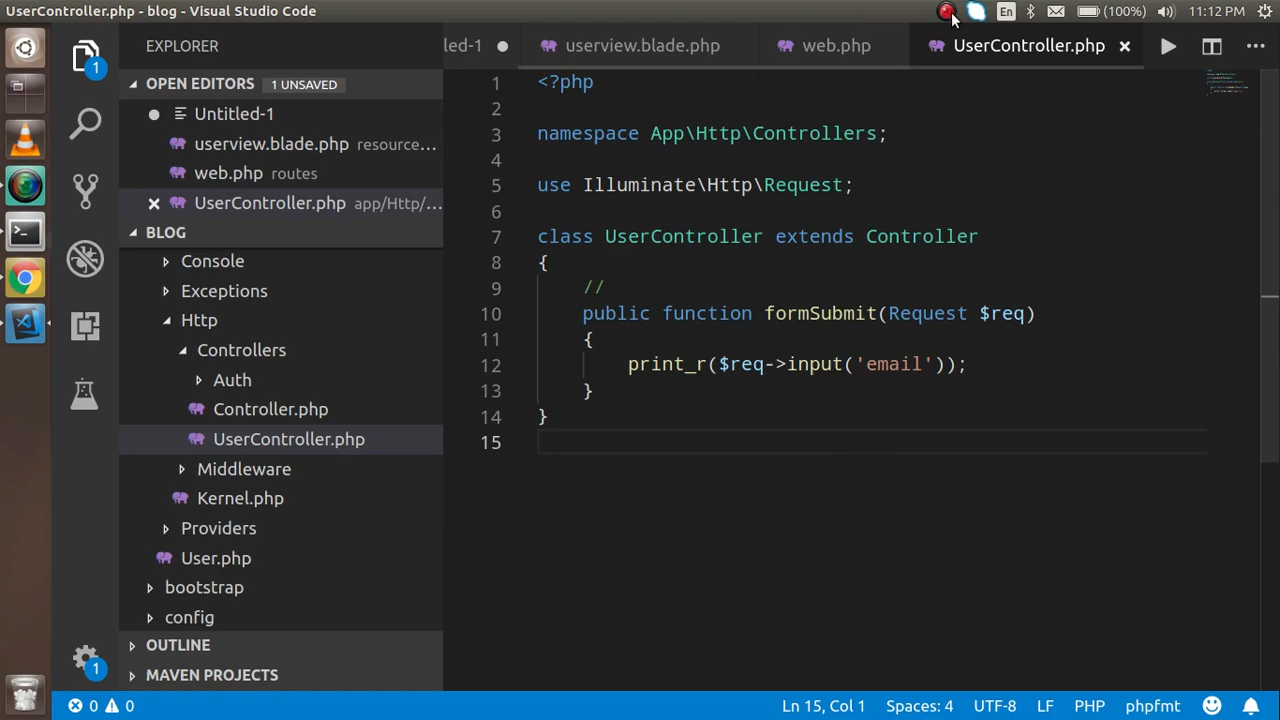 UserController.php - blog - Visual Studio Code
En
(100%)
11:12 PM
EXPLORER
OPEN EDITORS 1 UNSAVED
Untitled-1
userview.blade.php resource...
web.php routes
UserController.php app/Http/...
BLOG
Console
Exceptions
Http
Controllers
Auth
Controller.php
UserController.php
Middleware
Kernel.php
Providers
User.php
bootstrap
config
OUTLINE
MAVEN PROJECTS
1
1
led-1
userview.blade.php
web.php
UserController.php
1 <?php
2
3 namespace App\Http\Controllers;
4
5 use Illuminate\Http\Request;
6
7 class UserController extends Controller
8 {
9 //
10 public function formSubmit(Request $req)
11 {
12 print_r($req->input('email'));
13 }
14 }
15
0 0
Ln 15, Col 1
Spaces: 4
UTF-8
LF
PHP
phpfmt